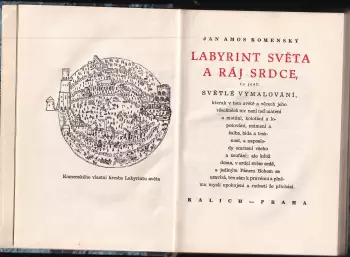 Komenského vlastní kresba Labyrintu světa
JAN AMOS KOMENSKÝ
LABYRINT SVĚTA
A RÁJ SRDCE,
to jest
SVĚTLÉ VYMALOVÁNÍ,
kterak v tom světě a věcech jeho
všechněch nic není než matení
a motání, kolotání a lo-
potování, mámení a
šalba, bída a tesk-
nost, a naposle-
dy omrzení všeho
a zoufání; ale kdož
doma, v srdci svém sedě,
s jediným Pánem Bohem se
uzavírá, ten sám k pravému a plné-
mu mysli upokojení a radosti že přichází.
KALICH — PRAHA